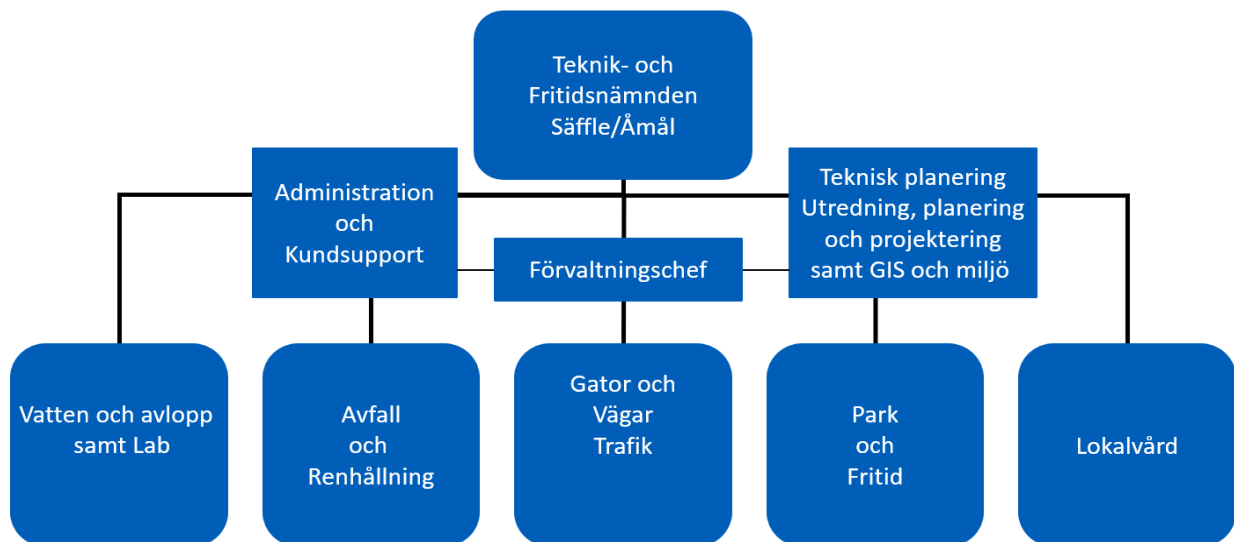 Teknik- och
Fritidsnämnden
Säffle/Åmål
Administration
och
Kundsupport
Förvaltningschef
Teknisk planering
Utredning, planering
och projektering
samt GIS och miljö
Vatten och avlopp
samt Lab
Avfall
och
Renhållning
Gator och
Vägar
Trafik
Park
och
Fritid
Lokalvård